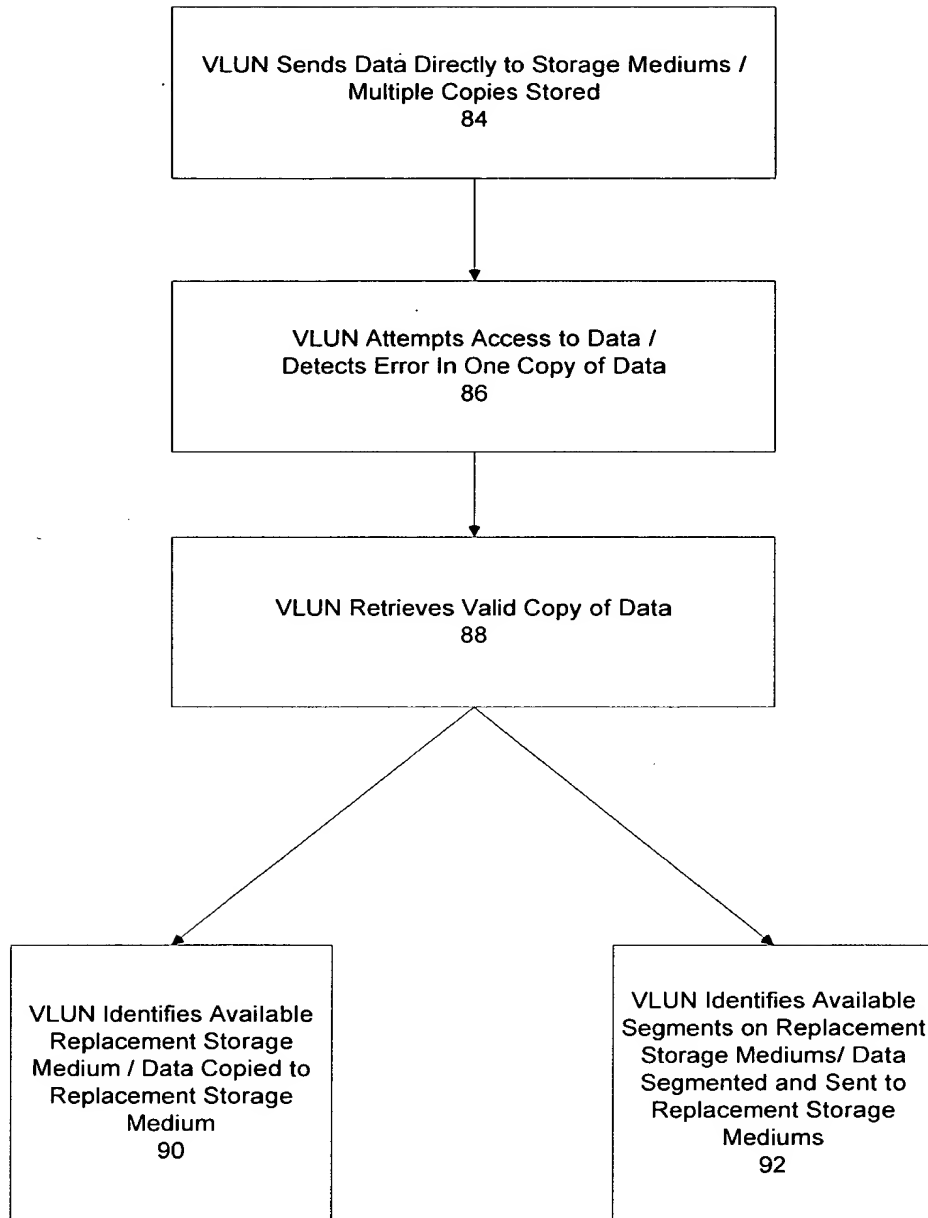 VLUN Sends Data Directly to Storage Mediums /
Multiple Copies Stored
84
VLUN Attempts Access to Data /
Detects Error In One Copy of Data
86
VLUN Retrieves Valid Copy of Data
88
VLUN Identifies Available
Replacement Storage
Medium / Data Copied to
Replacement Storage
Medium
90
VLUN Identifies Available
Segments on Replacement
Storage Mediums/ Data
Segmented and Sent to
Replacement Storage
Mediums
92